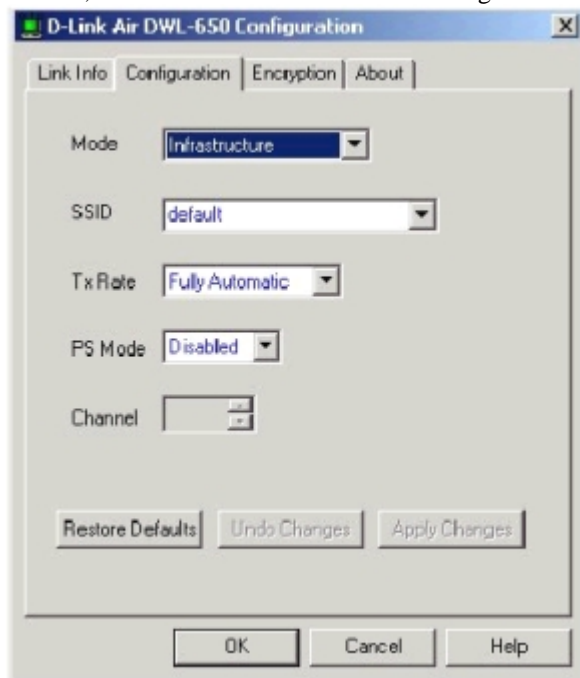 D-Link Air DWL-650 Configuration
Link Info Configuration Encryption About
Mode Infrastructure
SSID default
Tx Rate Fully Automatic
PS Mode Disabled
Channel
Restore Defaults Undo Changes Apply Changes
OK Cancel Help